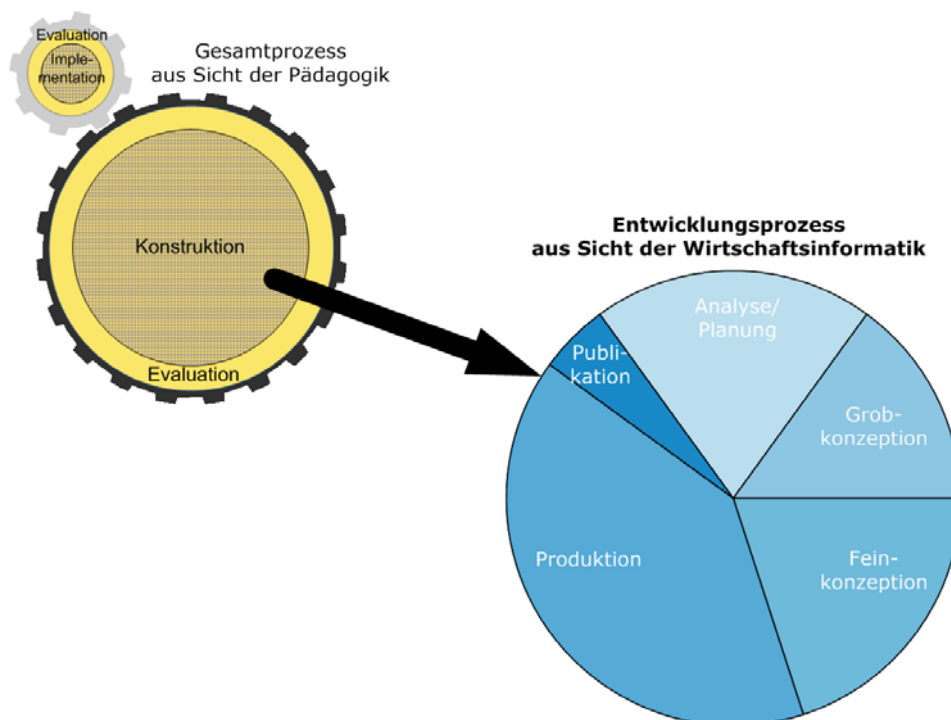 Evaluation
Imple-
mentation
Gesamtprozess
aus Sicht der Pädagogik
Konstruktion
Evaluation
Entwicklungsprozess
aus Sicht der Wirtschaftsinformatik
Analyse/
Planung
Publi-
kation
Grob-
konzeption
Produktion
Fein-
konzeption